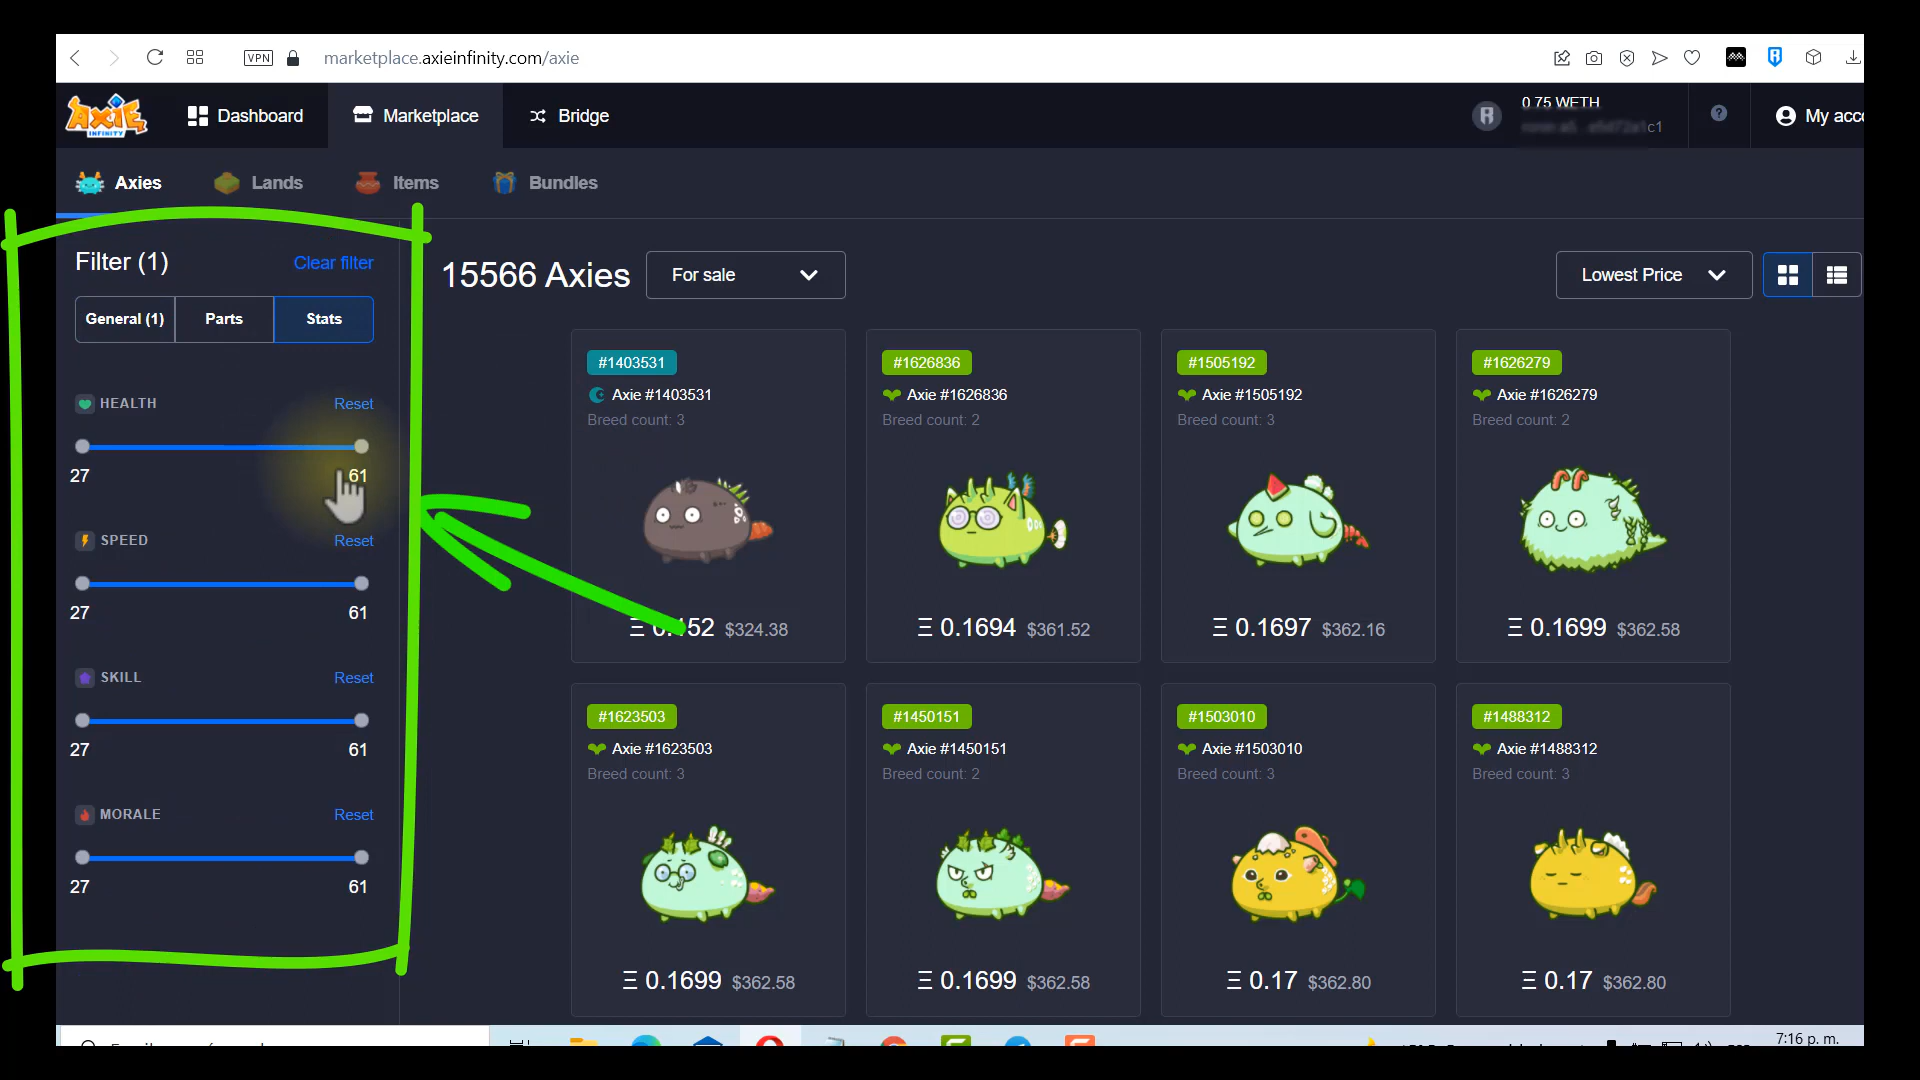 VPN marketplace.axieinfinity.com/axie
AXIE INFINITY
Dashboard
Marketplace
Bridge
0.75 WETH
c1
My acc
Axies
Lands
Items
Bundles
Filter (1)
Clear filter
General (1)
Parts
Stats
HEALTH
Reset
27
61
SPEED
Reset
27
61
SKILL
Reset
27
61
MORALE
Reset
27
61
15566 Axies
For sale
Lowest Price
#1403531
Axie #1403531
Breed count: 3
Ξ 0.152 $324.38
#1626836
Axie #1626836
Breed count: 2
Ξ 0.1694 $361.52
#1505192
Axie #1505192
Breed count: 3
Ξ 0.1697 $362.16
#1626279
Axie #1626279
Breed count: 2
Ξ 0.1699 $362.58
#1623503
Axie #1623503
Breed count: 3
Ξ 0.1699 $362.58
#1450151
Axie #1450151
Breed count: 2
Ξ 0.1699 $362.58
#1503010
Axie #1503010
Breed count: 3
Ξ 0.17 $362.80
#1488312
Axie #1488312
Breed count: 3
Ξ 0.17 $362.80
7:16 p. m.